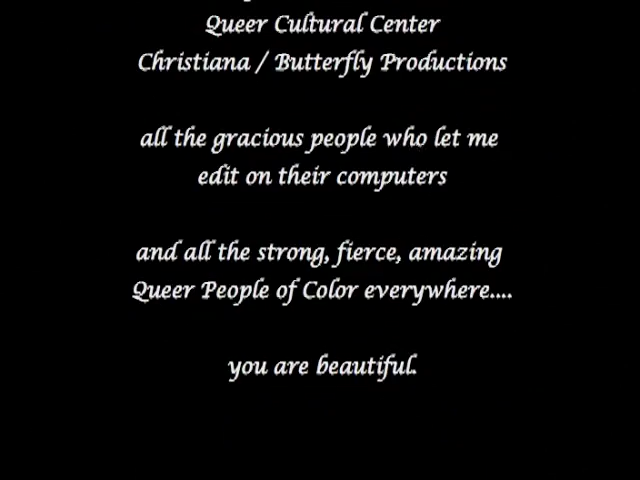 Queer Cultural Center
Christiana / Butterfly Productions
all the gracious people who let me
edit on their computers
and all the strong, fierce, amazing
Queer People of Color everywhere....
you are beautiful.